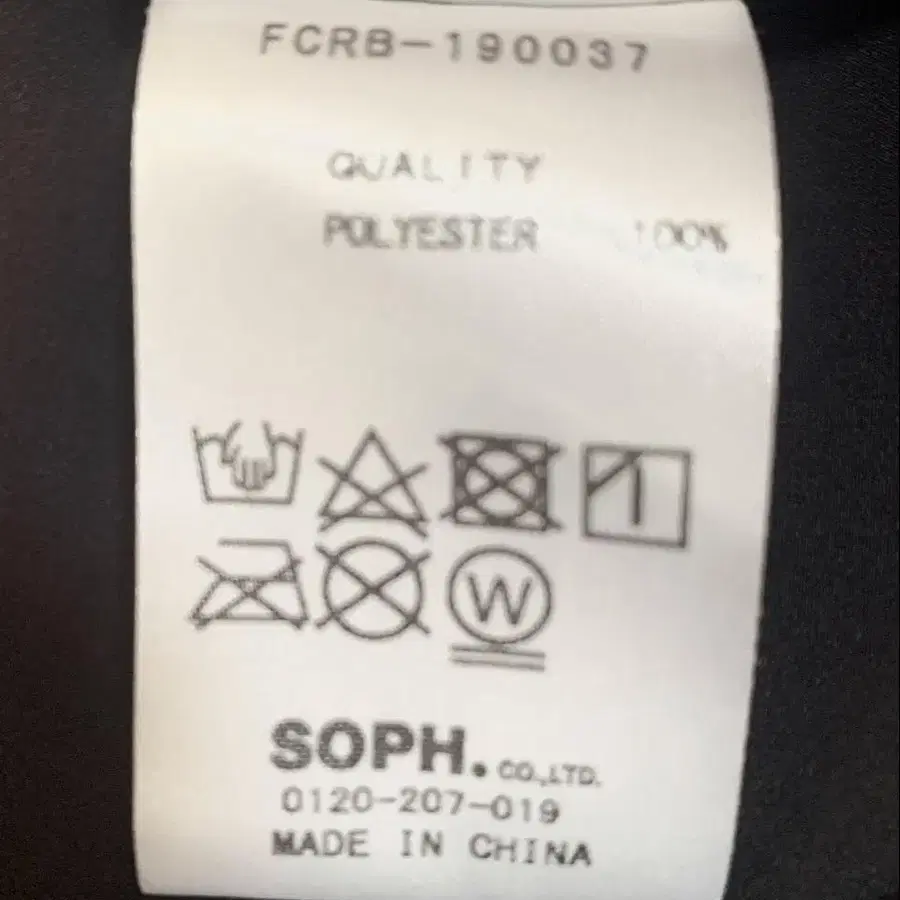 FCRB-190037
QUALITY
POLYESTER 100%
W
SOPH. CO.,LTD.
0120-207-019
MADE IN CHINA